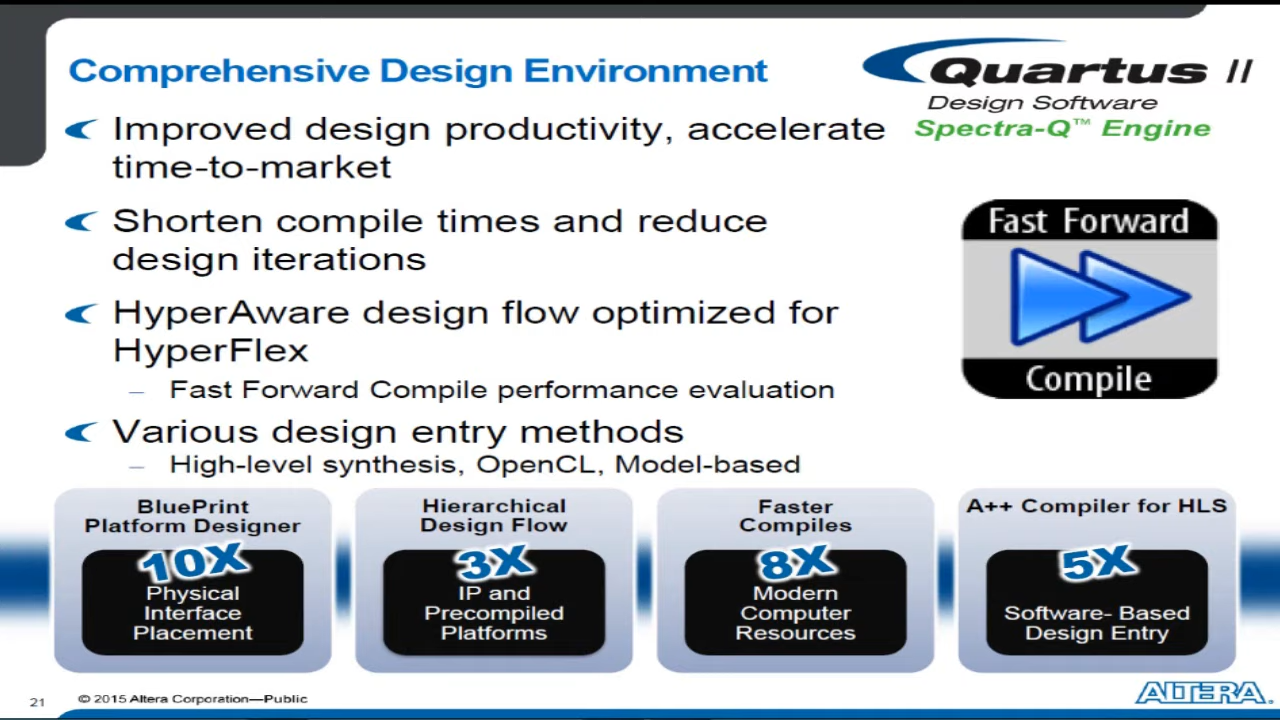 Comprehensive Design Environment
Quartus II
Design Software
Spectra-Q™ Engine
Improved design productivity, accelerate
time-to-market
Shorten compile times and reduce
design iterations
HyperAware design flow optimized for
HyperFlex
– Fast Forward Compile performance evaluation
Various design entry methods
– High-level synthesis, OpenCL, Model-based
Fast Forward
Compile
BluePrint
Platform Designer
10X
Physical
Interface
Placement
Hierarchical
Design Flow
3X
IP and
Precompiled
Platforms
Faster
Compiles
8X
Modern
Computer
Resources
A++ Compiler for HLS
5X
Software- Based
Design Entry
21
© 2015 Altera Corporation—Public
ALTERA®